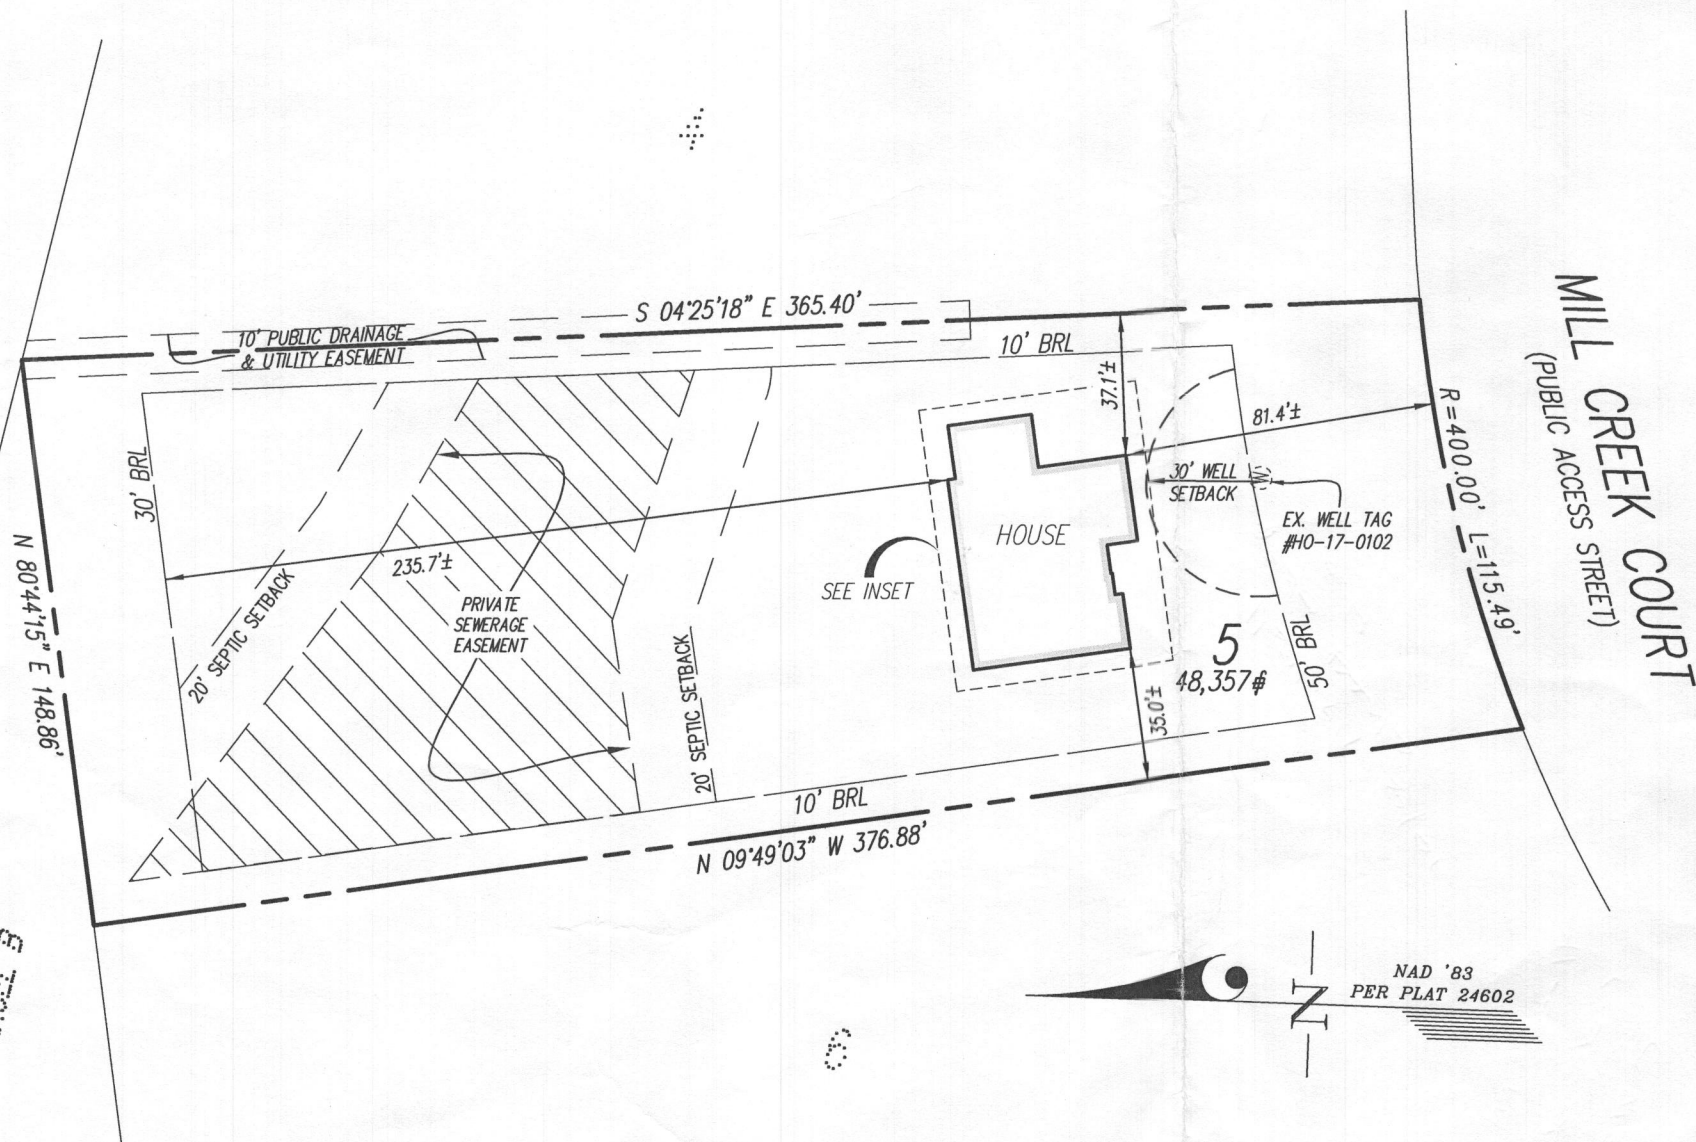 4
S 04°25'18" E 365.40'
10' PUBLIC DRAINAGE
& UTILITY EASEMENT
10' BRL
37.1'±
81.4'±
R=400.00' L=115.49'
MILL CREEK COURT
(PUBLIC ACCESS STREET)
30' BRL
30' WELL
SETBACK
W
EX. WELL TAG
#HO-17-0102
HOUSE
235.7'±
SEE INSET
PRIVATE
SEWERAGE
EASEMENT
20' SEPTIC SETBACK
20' SEPTIC SETBACK
N 80°44'15" E 148.86'
5
48,357#
50' BRL
35.0'±
10' BRL
N 09°49'03" W 376.88'
6
N
NAD '83
PER PLAT 24602